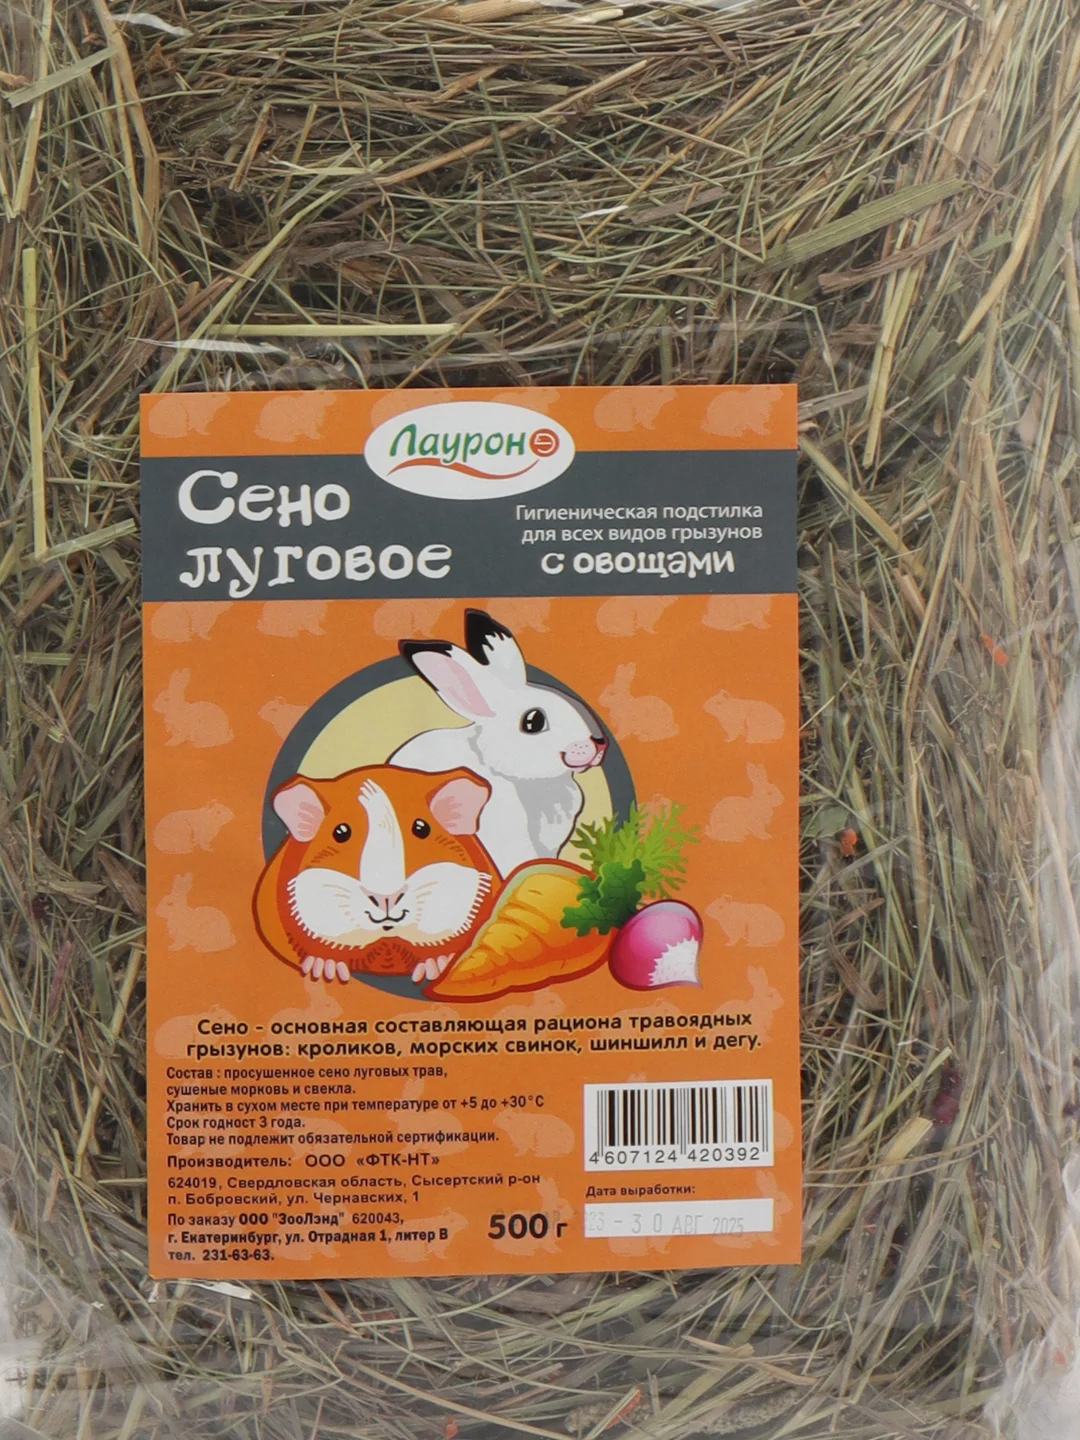 Лаурон
Сено
луговое
Гигиеническая подстилка
для всех видов грызунов
с овощами
Сено - основная составляющая рациона травоядных
грызунов: кроликов, морских свинок, шиншилл и дегу.
Состав : просушенное сено луговых трав,
сушеные морковь и свекла.
Хранить в сухом месте при температуре от +5 до +30°С
Срок годност 3 года.
Товар не подлежит обязательной сертификации.
Производитель: ООО «ФТК-НТ»
624019, Свердловская область, Сысертский р-он
п. Бобровский, ул. Чернавских, 1
По заказу ООО "ЗооЛэнд" 620043,
г. Екатеринбург, ул. Отрадная 1, литер В
тел. 231-63-63.
500 г
4 607124 420392
Дата выработки:
- 30 АВГ 2025